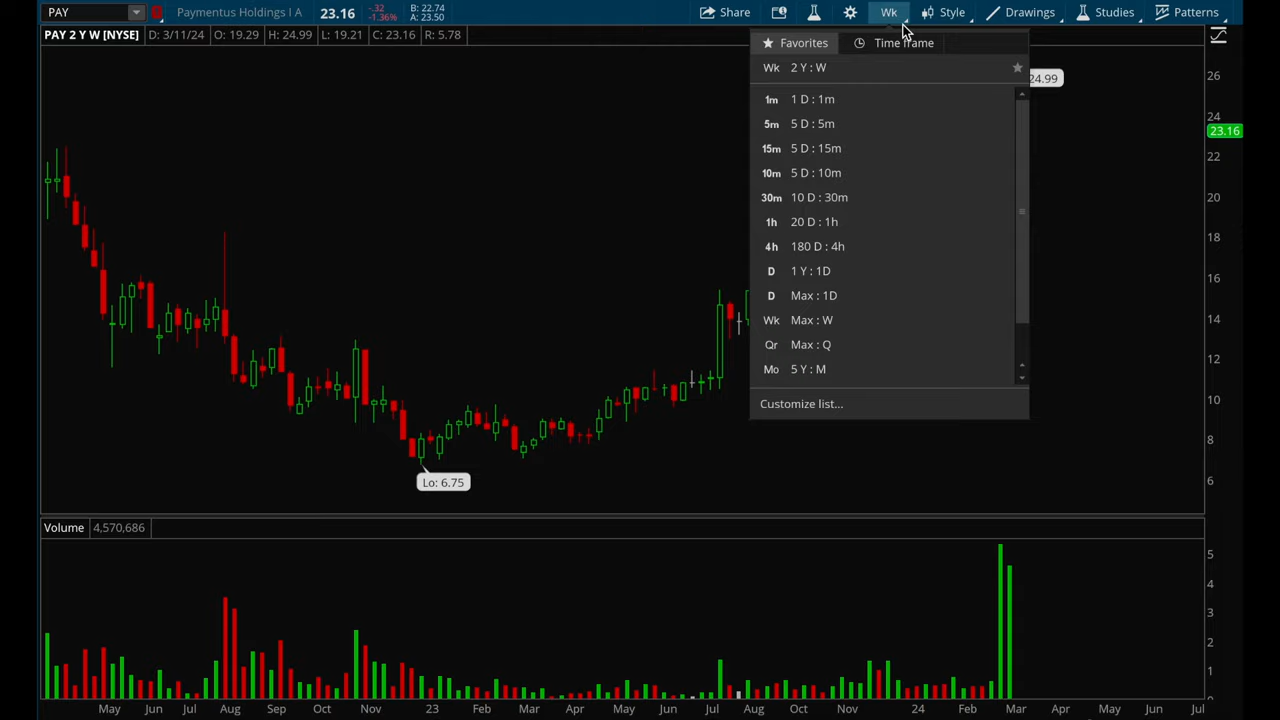 PAY Paymentus Holdings I A 23.16 -.32 -1.36% B: 22.74 A: 23.50 Share Wk Style Drawings Studies Patterns
PAY 2 Y W [NYSE] D: 3/11/24 O: 19.29 H: 24.99 L: 19.21 C: 23.16 R: 5.78
Favorites Time frame
Wk 2 Y : W
24.99
1m 1 D : 1m
5m 5 D : 5m
15m 5 D : 15m
10m 5 D : 10m
30m 10 D : 30m
1h 20 D : 1h
4h 180 D : 4h
D 1 Y : 1D
D Max : 1D
Wk Max : W
Qr Max : Q
Mo 5 Y : M
Customize list...
26
24
23.16
22
20
18
16
14
12
10
8
6
Lo: 6.75
Volume 4,570,686
5
4
3
2
1
0
May Jun Jul Aug Sep Oct Nov 23 Feb Mar Apr May Jun Jul Aug Oct Nov 24 Feb Mar Apr May Jun Jul